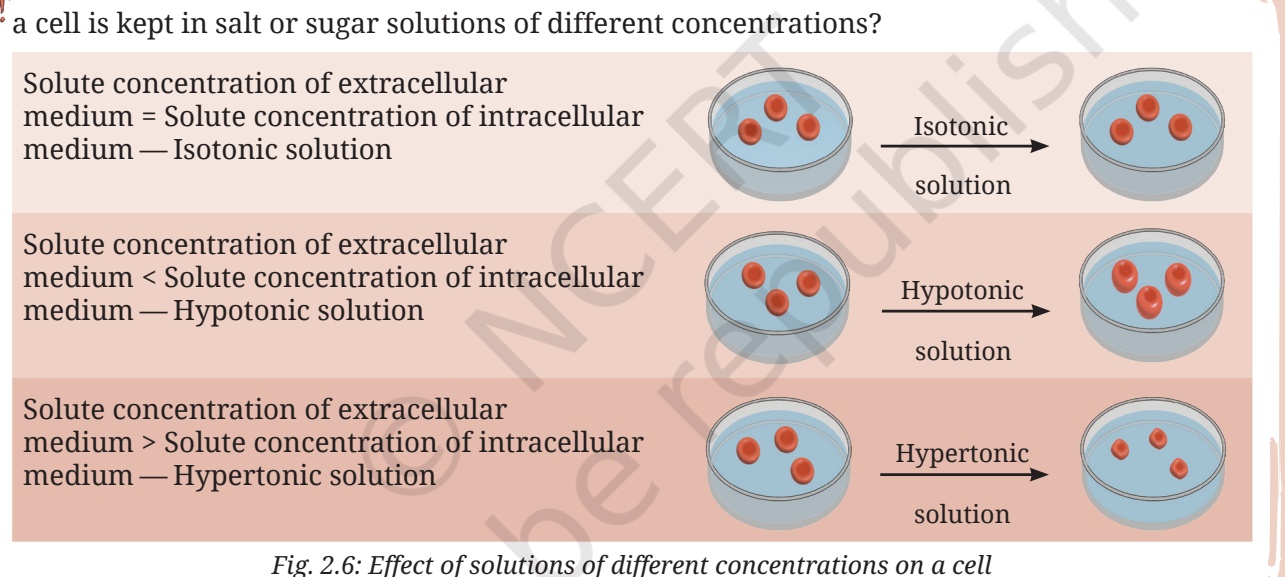 a cell is kept in salt or sugar solutions of different concentrations?
Solute concentration of extracellular
medium = Solute concentration of intracellular
medium — Isotonic solution
Isotonic
solution
Solute concentration of extracellular
medium < Solute concentration of intracellular
medium — Hypotonic solution
Hypotonic
solution
Solute concentration of extracellular
medium > Solute concentration of intracellular
medium — Hypertonic solution
Hypertonic
solution
© NCERT
be republish
Fig. 2.6: Effect of solutions of different concentrations on a cell